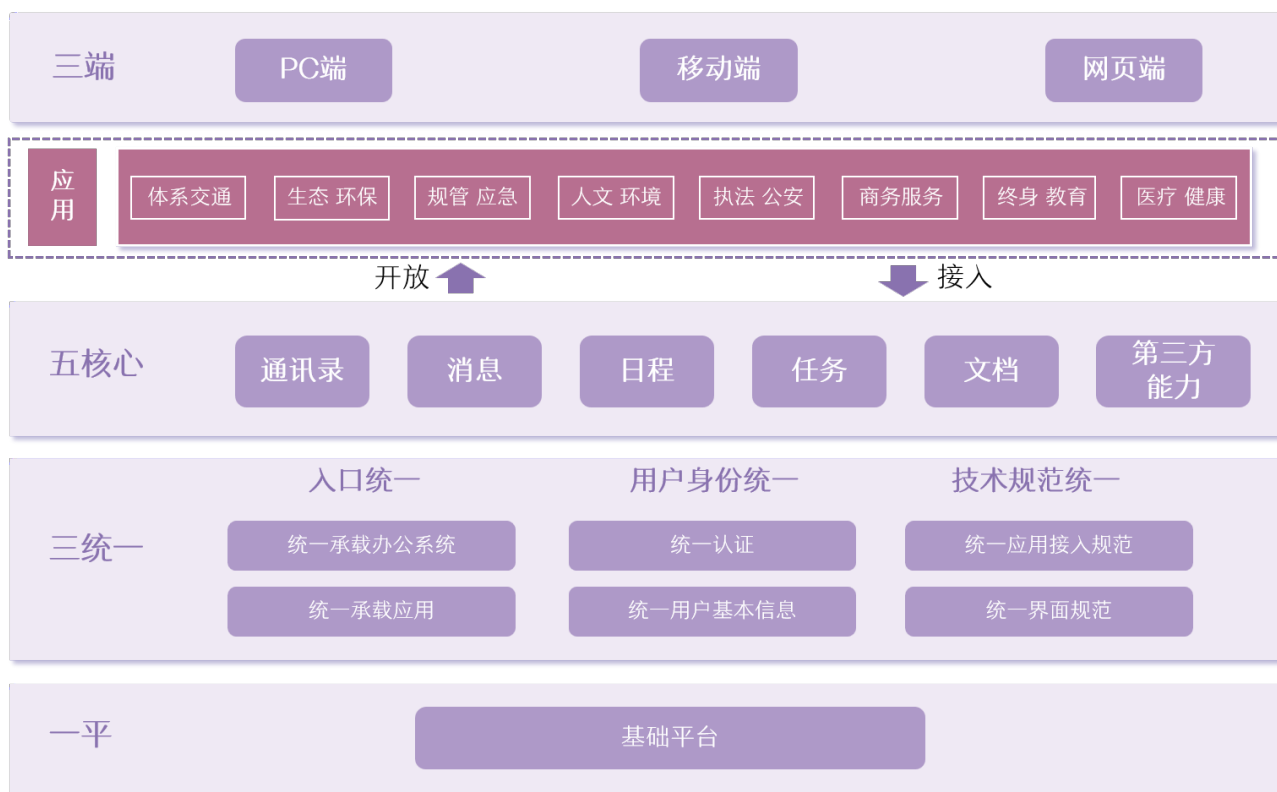 三端
PC端
移动端
网页端
应
用
体系交通
生态 环保
规管 应急
人文 环境
执法 公安
商务服务
终身 教育
医疗 健康
开放
接入
五核心
通讯录
消息
日程
任务
文档
第三方
能力
三统一
入口统一
用户身份统一
技术规范统一
统一承载办公系统
统一认证
统一应用接入规范
统一承载应用
统一用户基本信息
统一界面规范
一平
基础平台